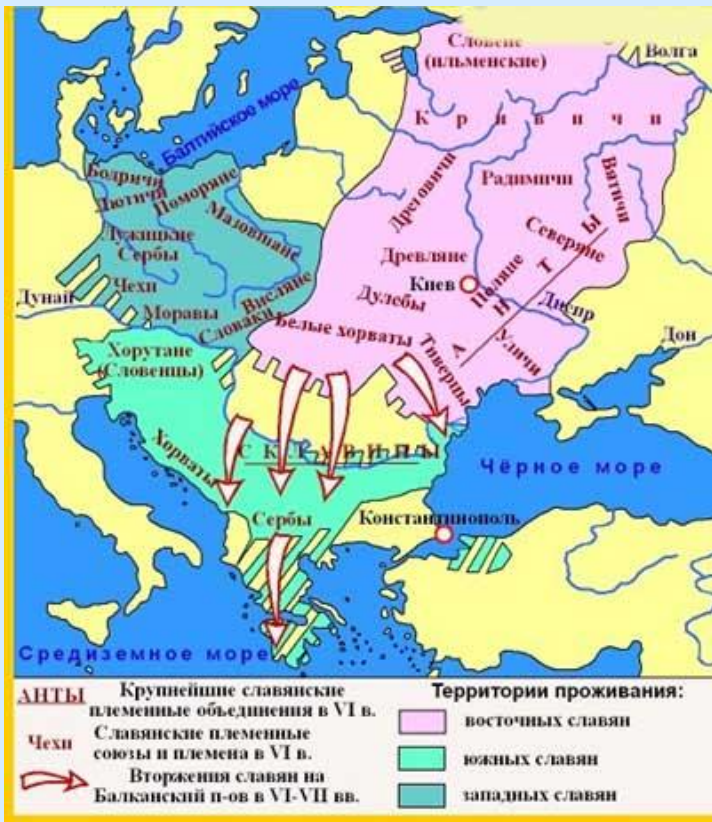 Словене
(ильменские)
Волга
Кривичи
Балтийское море
Бодричи
Лютичи
Поморяне
Мазовшане
Дреговичи
Радимичи
Вятичи
Лужицкие
Сербы
Северяне
Древляне
Чехи
Дунай
Висляне
Дулебы
Киев
Поляне
Днепр
Моравы
Словаки
Белые хорваты
АНТЫ
Уличи
Тиверцы
Дон
Хорутане
(Словенцы)
Хорваты
СКЛАВИНЫ
Чёрное море
Сербы
Константинополь
Средиземное море
АНТЫ
Крупнейшие славянские
племенные объединения в VI в.
Чехи
Славянские племенные
союзы и племена в VI в.
Вторжения славян на
Балканский п-ов в VI-VII вв.
Территории проживания:
восточных славян
южных славян
западных славян